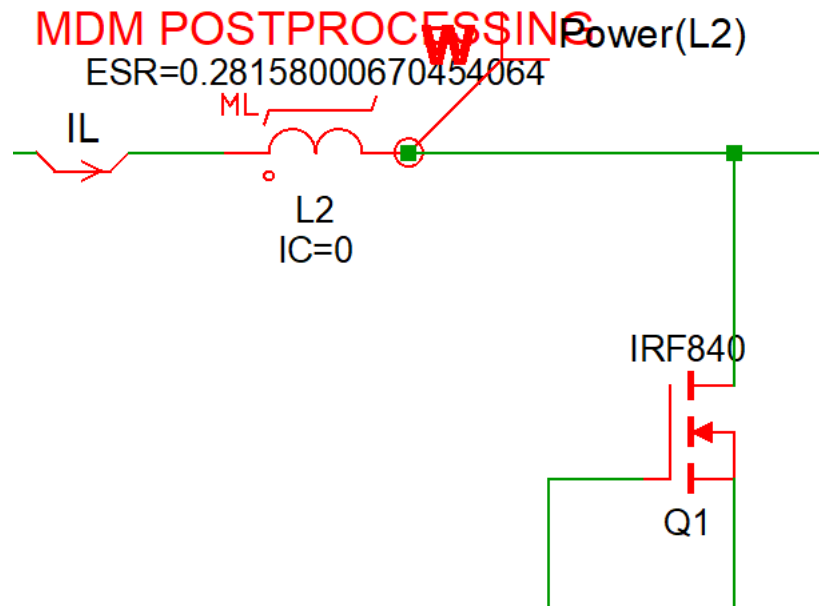 MDM POSTPROCESSING
W
Power(L2)
ESR=0.28158000670454064
ML
IL
L2
IC=0
IRF840
Q1